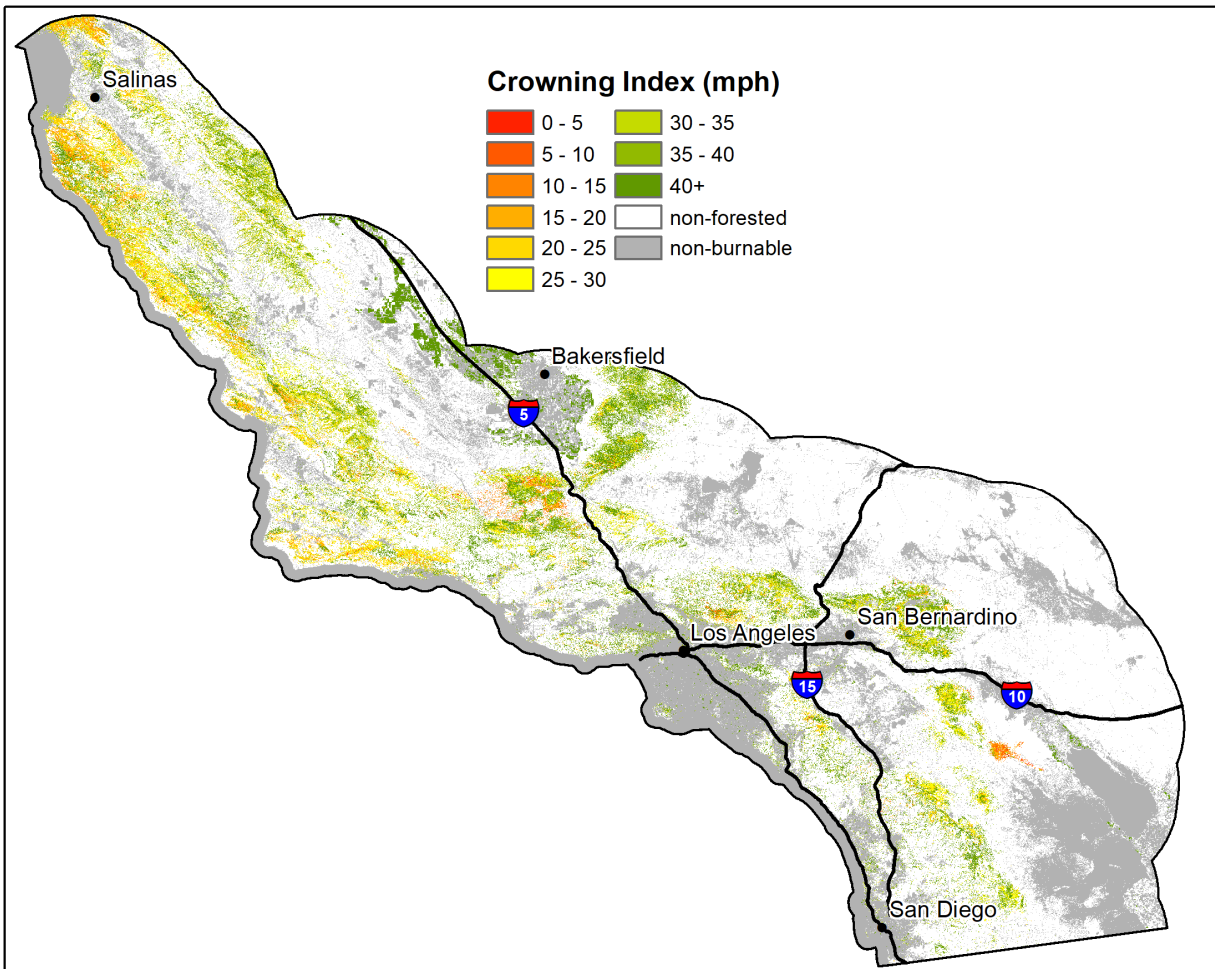 Salinas
Crowning Index (mph)
0 - 5
30 - 35
5 - 10
35 - 40
10 - 15
40+
15 - 20
non-forested
20 - 25
non-burnable
25 - 30
Bakersfield
5
San Bernardino
Los Angeles
15
10
San Diego